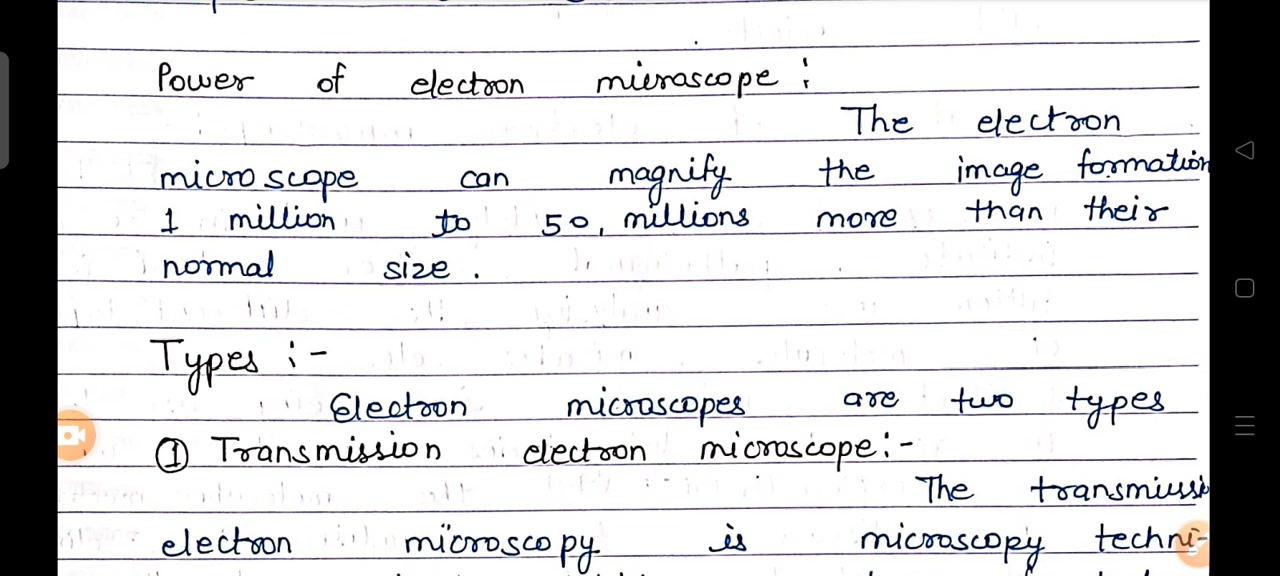 Power of electron microscope :
The electron
microscope can magnify the image formation
1 million to 50, millions more than their
normal size .
Types : -
Electron microscopes are two types
① Transmission electron microscope : -
The transmissi
electron microscopy is microscopy techni-